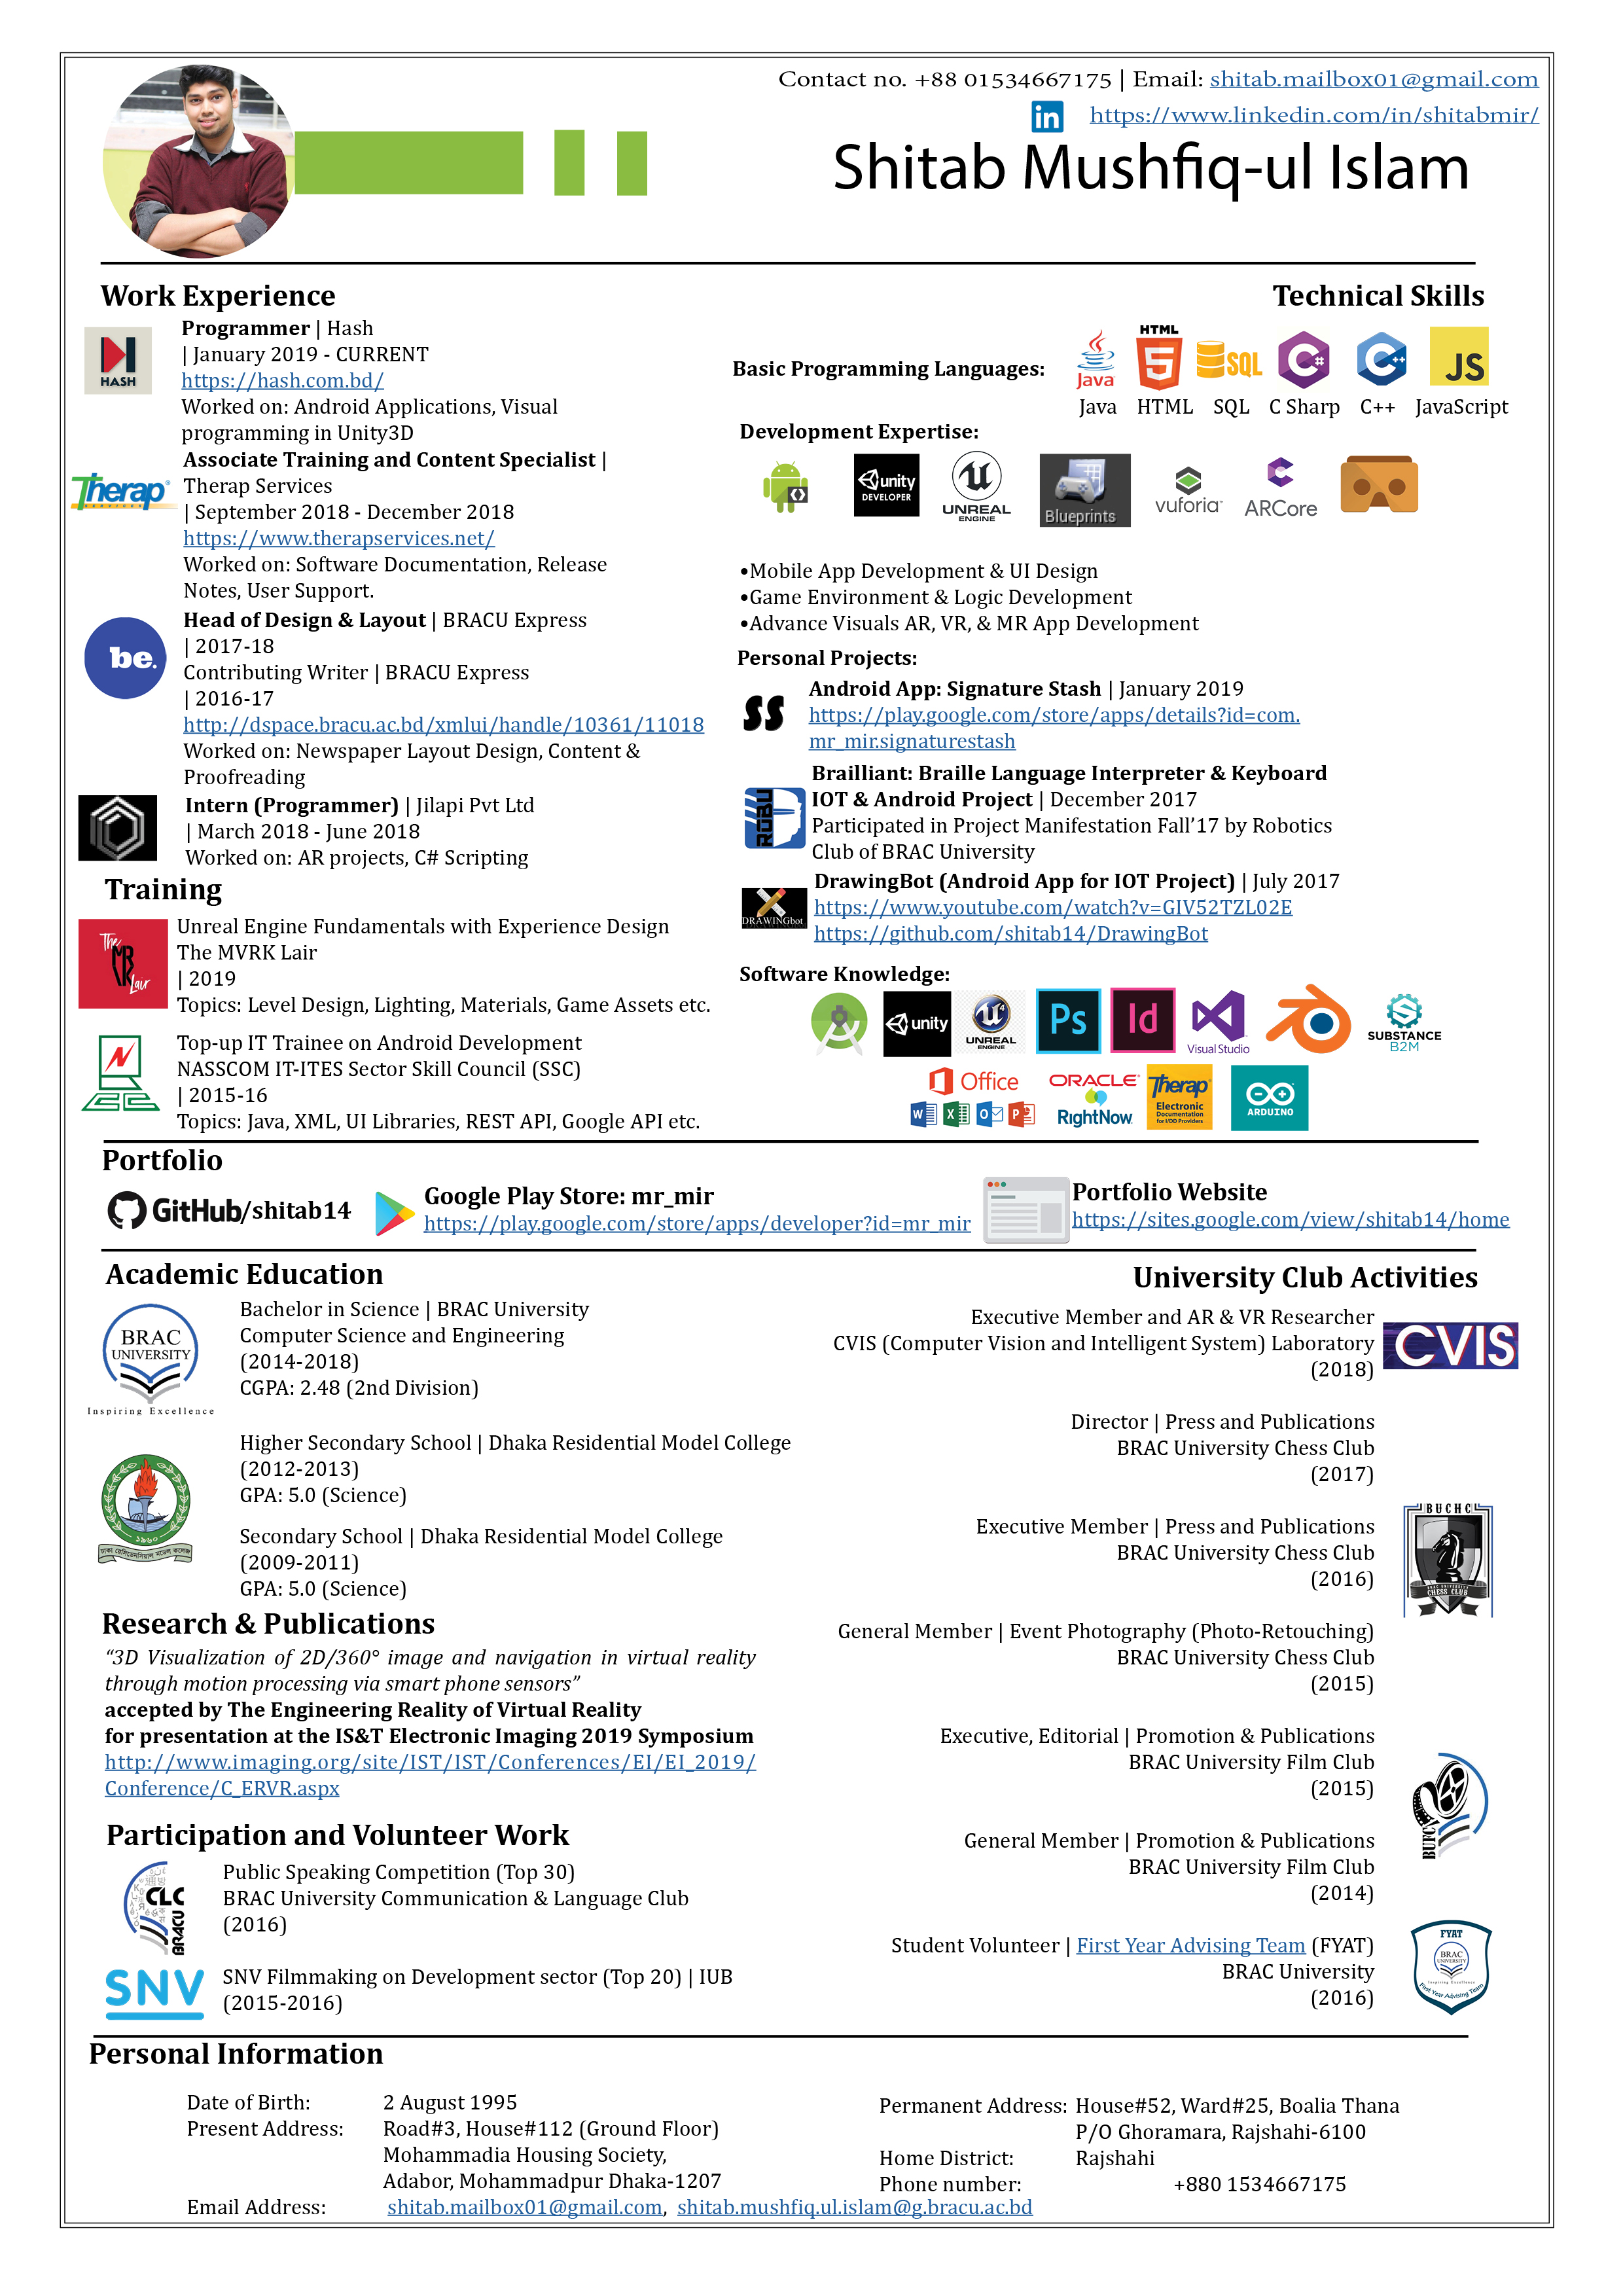 Contact no. +88 01534667175 | Email: shitab.mailbox01@gmail.com
in https://www.linkedin.com/in/shitabmir/
Shitab Mushfiq-ul Islam
Work Experience
HASH
Programmer | Hash
| January 2019 - CURRENT
https://hash.com.bd/
Worked on: Android Applications, Visual
programming in Unity3D
Therap
SERVICES
Associate Training and Content Specialist |
Therap Services
| September 2018 - December 2018
https://www.therapservices.net/
Worked on: Software Documentation, Release
Notes, User Support.
be.
Head of Design & Layout | BRACU Express
| 2017-18
Contributing Writer | BRACU Express
| 2016-17
http://dspace.bracu.ac.bd/xmlui/handle/10361/11018
Worked on: Newspaper Layout Design, Content &
Proofreading
Intern (Programmer) | Jilapi Pvt Ltd
| March 2018 - June 2018
Worked on: AR projects, C# Scripting
Training
The MVRK Lair
Unreal Engine Fundamentals with Experience Design
The MVRK Lair
| 2019
Topics: Level Design, Lighting, Materials, Game Assets etc.
Top-up IT Trainee on Android Development
NASSCOM IT-ITES Sector Skill Council (SSC)
| 2015-16
Topics: Java, XML, UI Libraries, REST API, Google API etc.
Technical Skills
Basic Programming Languages:
Java HTML 5 SQL C# C++ JS
Java HTML SQL C Sharp C++ JavaScript
Development Expertise:
unity DEVELOPER
UNREAL ENGINE
Blueprints
vuforia™
ARCore
•Mobile App Development & UI Design
•Game Environment & Logic Development
•Advance Visuals AR, VR, & MR App Development
Personal Projects:
SS
Android App: Signature Stash | January 2019
https://play.google.com/store/apps/details?id=com.
mr_mir.signaturestash
ROBU
Brailliant: Braille Language Interpreter & Keyboard
IOT & Android Project | December 2017
Participated in Project Manifestation Fall’17 by Robotics
Club of BRAC University
DRAWINGbot
DrawingBot (Android App for IOT Project) | July 2017
https://www.youtube.com/watch?v=GIV52TZL02E
https://github.com/shitab14/DrawingBot
Software Knowledge:
unity
UNREAL ENGINE
Ps
Id
Visual Studio
SUBSTANCE
B2M
Office
W X O P
ORACLE
RightNow
Therap
Electronic
Documentation
for I/DD Providers
ARDUINO
Portfolio
GitHub/shitab14
Google Play Store: mr_mir
https://play.google.com/store/apps/developer?id=mr_mir
Portfolio Website
https://sites.google.com/view/shitab14/home
Academic Education
BRAC
UNIVERSITY
Inspiring Excellence
Bachelor in Science | BRAC University
Computer Science and Engineering
(2014-2018)
CGPA: 2.48 (2nd Division)
১৯৬০
ঢাকা রেসিডেনসিয়াল মডেল কলেজ
Higher Secondary School | Dhaka Residential Model College
(2012-2013)
GPA: 5.0 (Science)
Secondary School | Dhaka Residential Model College
(2009-2011)
GPA: 5.0 (Science)
Research & Publications
“3D Visualization of 2D/360° image and navigation in virtual reality
through motion processing via smart phone sensors”
accepted by The Engineering Reality of Virtual Reality
for presentation at the IS&T Electronic Imaging 2019 Symposium
http://www.imaging.org/site/IST/IST/Conferences/EI/EI_2019/
Conference/C_ERVR.aspx
Participation and Volunteer Work
CLC
BRACU
Public Speaking Competition (Top 30)
BRAC University Communication & Language Club
(2016)
SNV
SNV Filmmaking on Development sector (Top 20) | IUB
(2015-2016)
University Club Activities
Executive Member and AR & VR Researcher
CVIS (Computer Vision and Intelligent System) Laboratory
(2018)
CVIS
Director | Press and Publications
BRAC University Chess Club
(2017)
BUCHC
BRAC UNIVERSITY
CHESS CLUB
Executive Member | Press and Publications
BRAC University Chess Club
(2016)
General Member | Event Photography (Photo-Retouching)
BRAC University Chess Club
(2015)
Executive, Editorial | Promotion & Publications
BRAC University Film Club
(2015)
BUFC
General Member | Promotion & Publications
BRAC University Film Club
(2014)
Student Volunteer | First Year Advising Team (FYAT)
BRAC University
(2016)
FYAT
BRAC
UNIVERSITY
Inspiring Excellence
First Year Advising Team
Personal Information
Date of Birth: 2 August 1995
Present Address: Road#3, House#112 (Ground Floor)
Mohammadia Housing Society,
Adabor, Mohammadpur Dhaka-1207
Permanent Address: House#52, Ward#25, Boalia Thana
P/O Ghoramara, Rajshahi-6100
Home District: Rajshahi
Phone number: +880 1534667175
Email Address: shitab.mailbox01@gmail.com, shitab.mushfiq.ul.islam@g.bracu.ac.bd